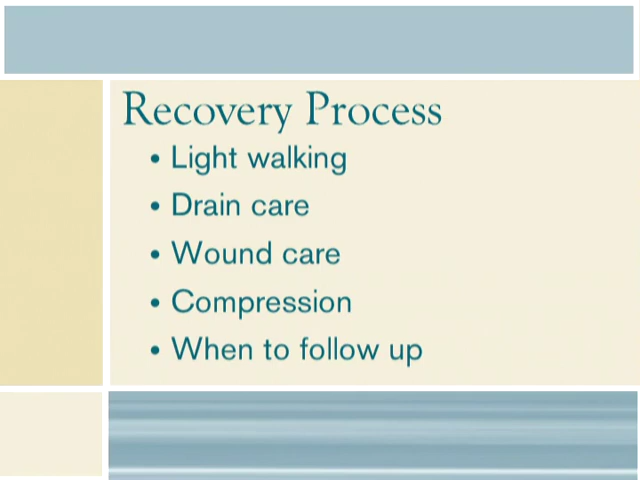 Recovery Process
• Light walking
• Drain care
• Wound care
• Compression
• When to follow up